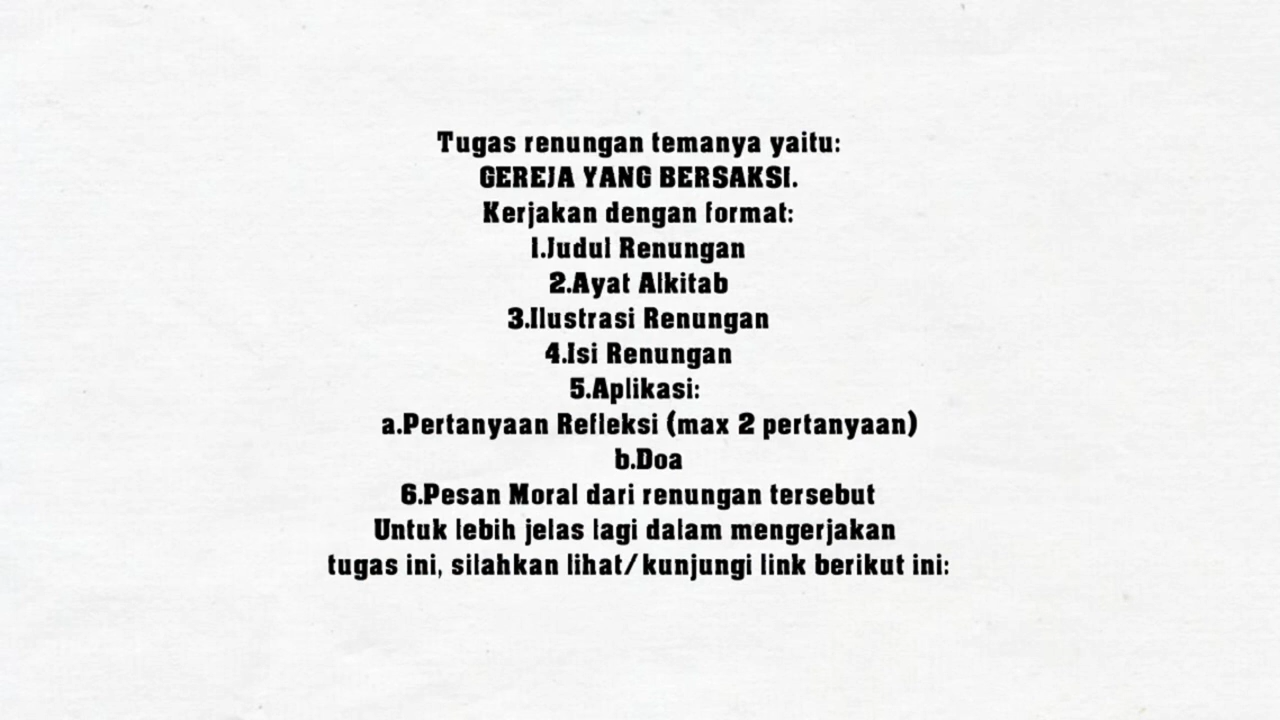 Tugas renungan temanya yaitu:
GEREJA YANG BERSAKSI.
Kerjakan dengan format:
1.Judul Renungan
2.Ayat Alkitab
3.Ilustrasi Renungan
4.Isi Renungan
5.Aplikasi:
a.Pertanyaan Refleksi (max 2 pertanyaan)
b.Doa
6.Pesan Moral dari renungan tersebut
Untuk lebih jelas lagi dalam mengerjakan
tugas ini, silahkan lihat/kunjungi link berikut ini: